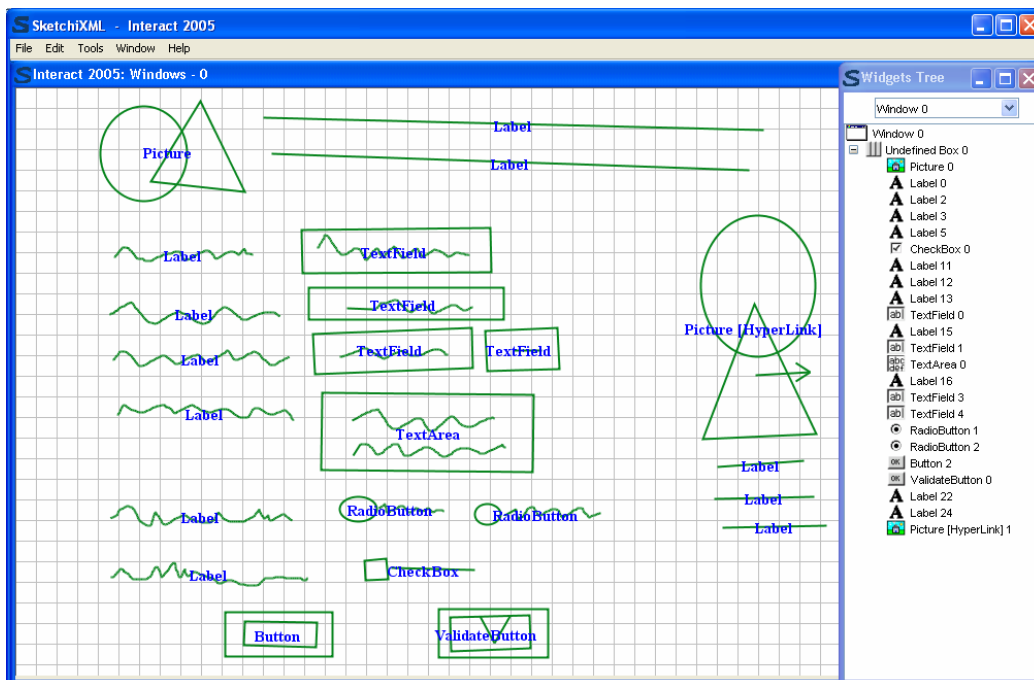 SketchiXML - Interact 2005
File Edit Tools Window Help
Interact 2005: Windows - 0
Picture
Label
Label
Label
TextField
Label
TextField
Label
TextField
TextField
Label
TextArea
Picture [HyperLink]
Label
Label
Label
Label
RadioButton
RadioButton
Label
CheckBox
Button
ValidateButton
Widgets Tree
Window 0
Window 0
Undefined Box 0
Picture 0
Label 0
Label 2
Label 3
Label 5
CheckBox 0
Label 11
Label 12
Label 13
TextField 0
Label 15
TextField 1
TextArea 0
Label 16
TextField 3
TextField 4
RadioButton 1
RadioButton 2
Button 2
ValidateButton 0
Label 22
Label 24
Picture [HyperLink] 1